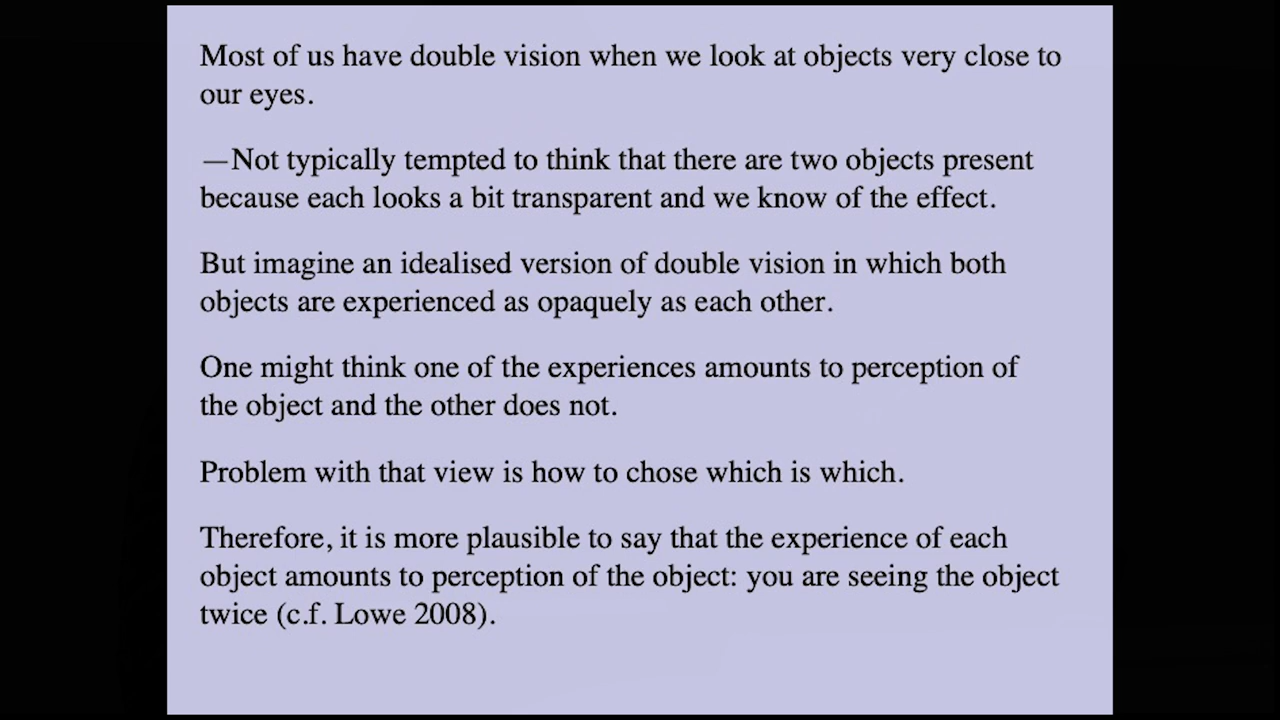 Most of us have double vision when we look at objects very close to
our eyes.
—Not typically tempted to think that there are two objects present
because each looks a bit transparent and we know of the effect.
But imagine an idealised version of double vision in which both
objects are experienced as opaquely as each other.
One might think one of the experiences amounts to perception of
the object and the other does not.
Problem with that view is how to chose which is which.
Therefore, it is more plausible to say that the experience of each
object amounts to perception of the object: you are seeing the object
twice (c.f. Lowe 2008).